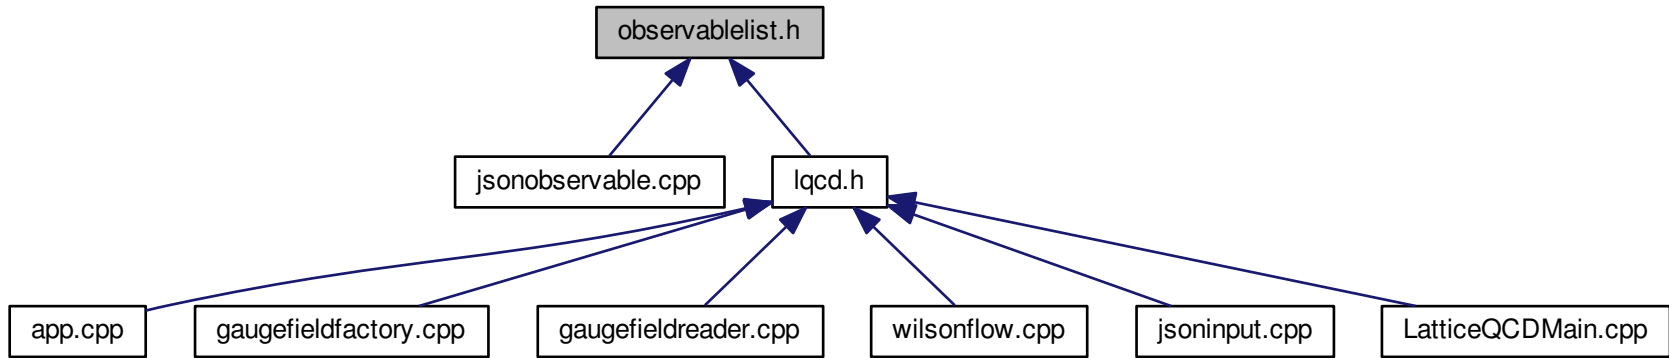 observablelist.h
jsonobservable.cpp
lqcd.h
app.cpp
gaugefieldfactory.cpp
gaugefieldreader.cpp
wilsonflow.cpp
jsoninput.cpp
LatticeQCDMain.cpp